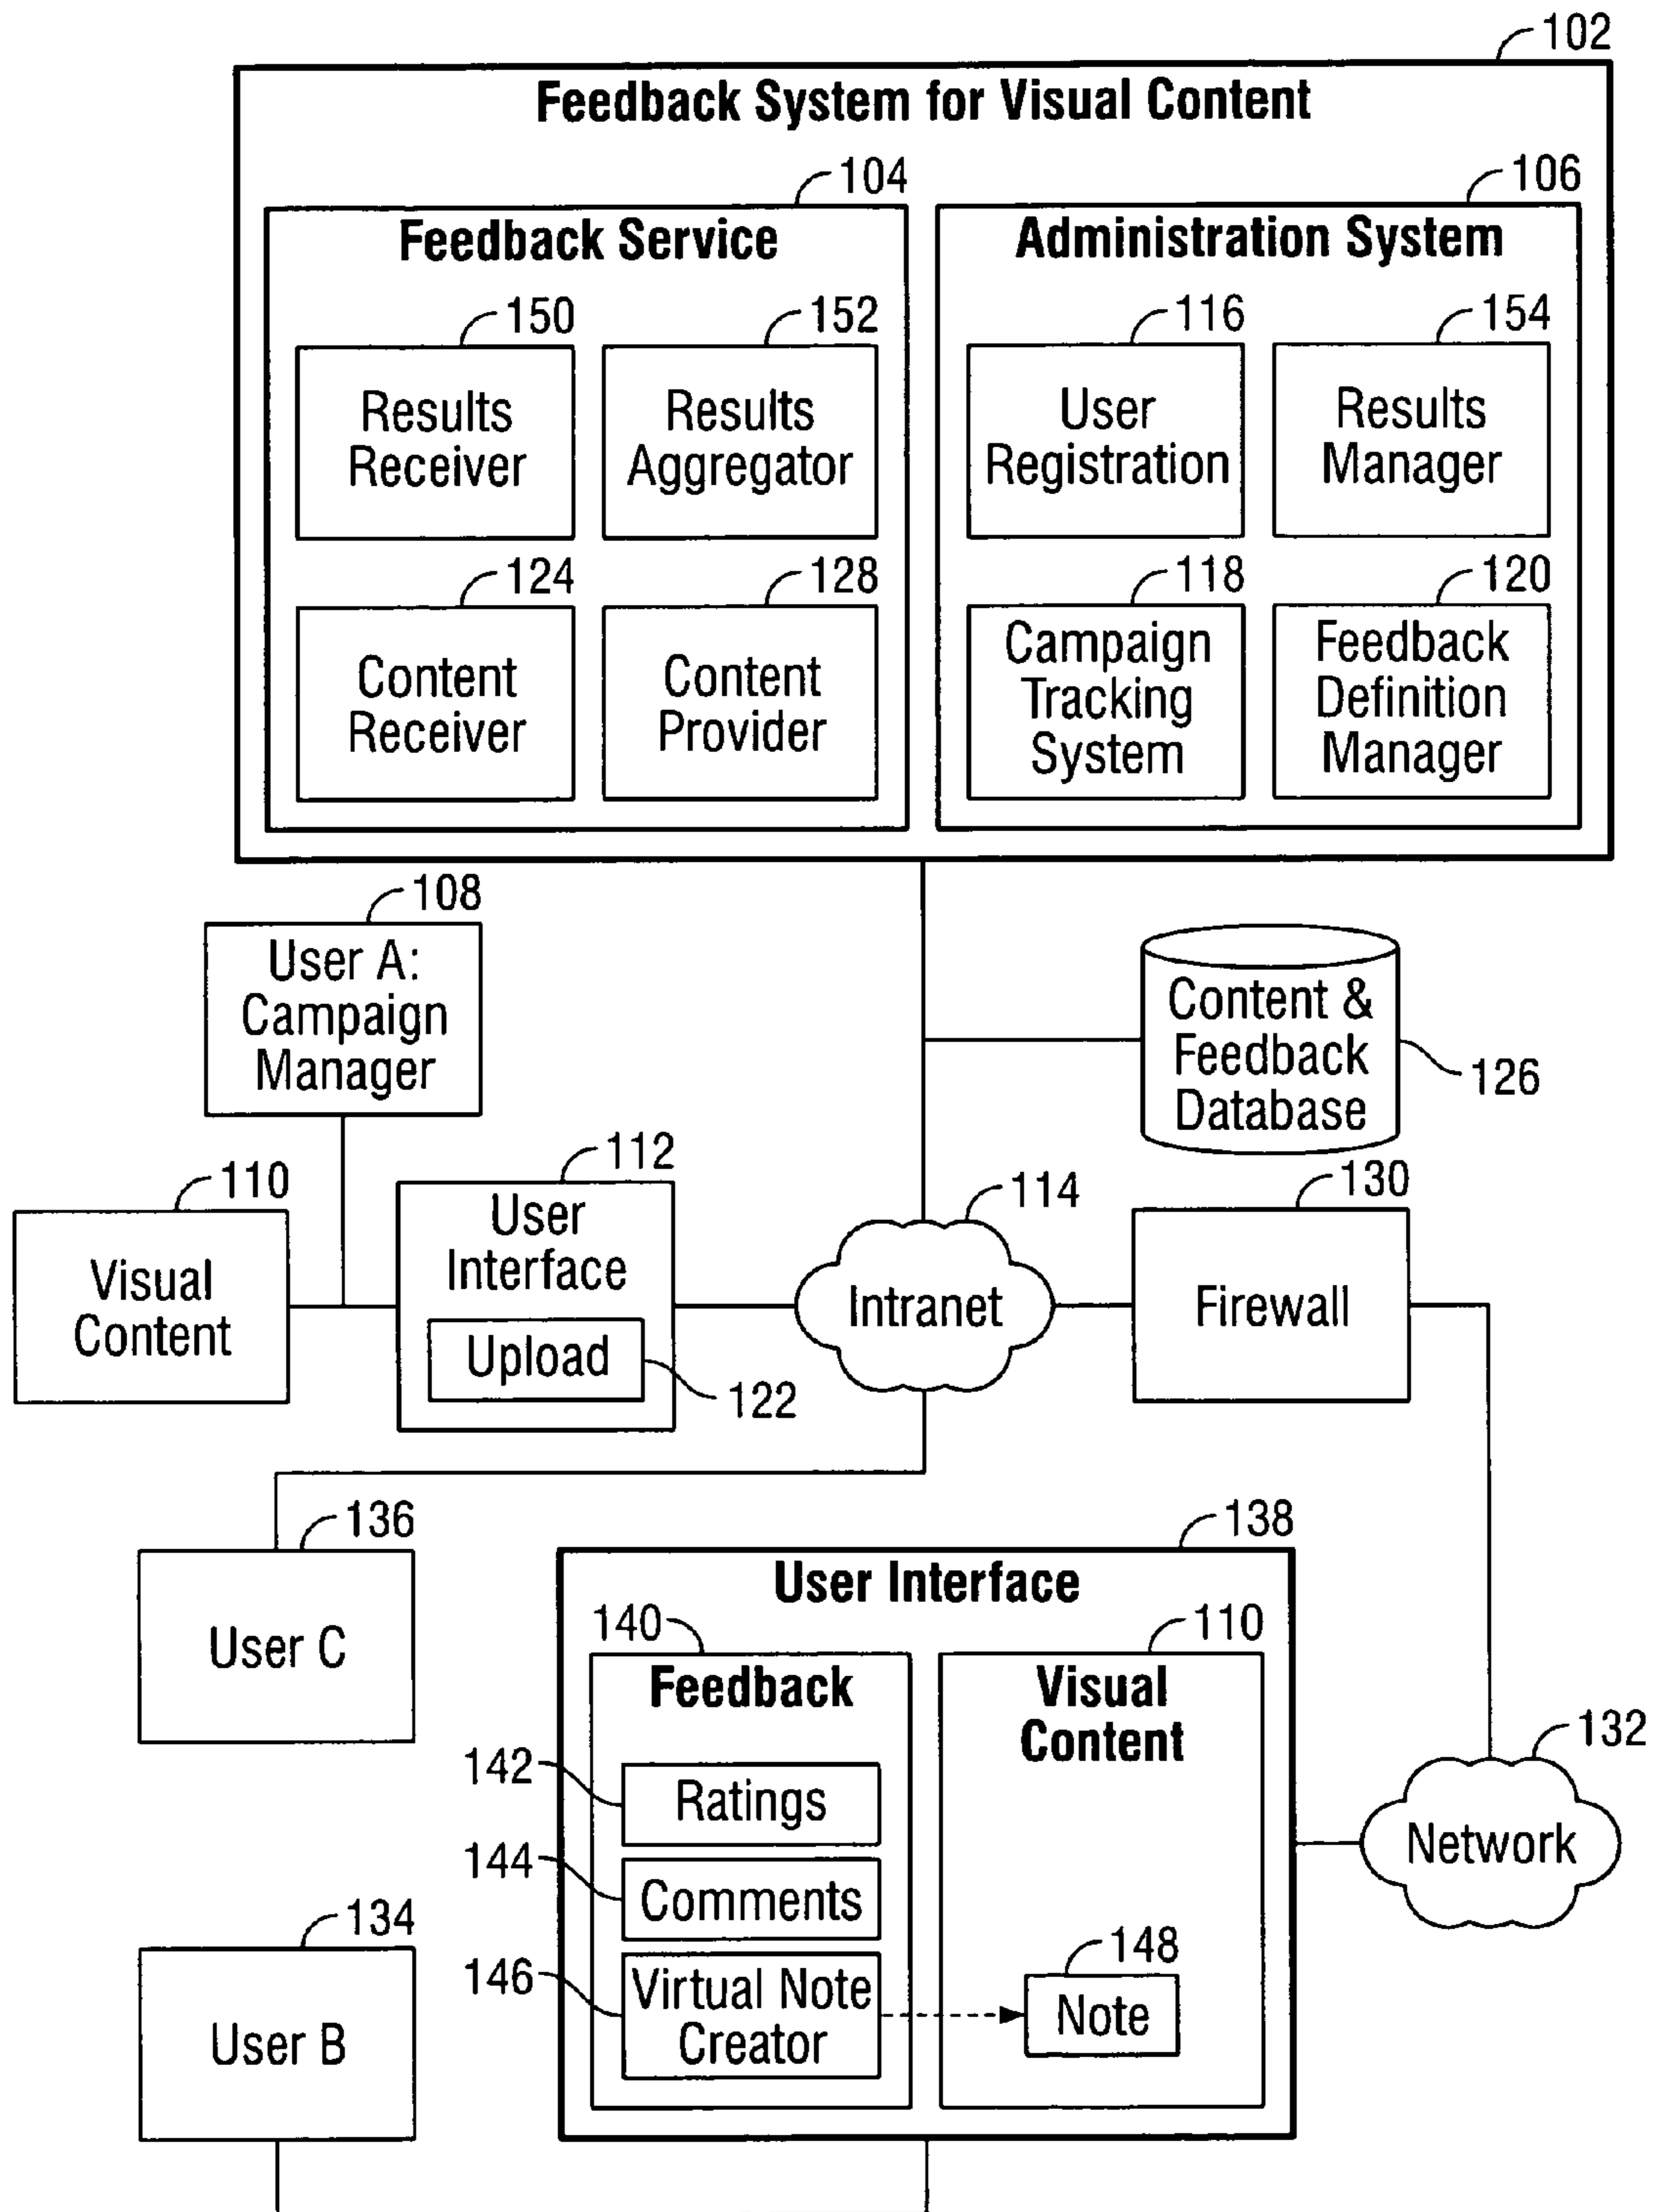 102
Feedback System for Visual Content
104
Feedback Service
150
Results
Receiver
152
Results
Aggregator
124
Content
Receiver
128
Content
Provider
106
Administration System
116
User
Registration
154
Results
Manager
118
Campaign
Tracking
System
120
Feedback
Definition
Manager
108
User A:
Campaign
Manager
Content &
Feedback
Database
126
110
Visual
Content
112
User
Interface
Upload
122
114
Intranet
130
Firewall
136
User C
138
User Interface
140
Feedback
142
Ratings
144
Comments
146
Virtual Note
Creator
110
Visual
Content
148
Note
132
Network
134
User B